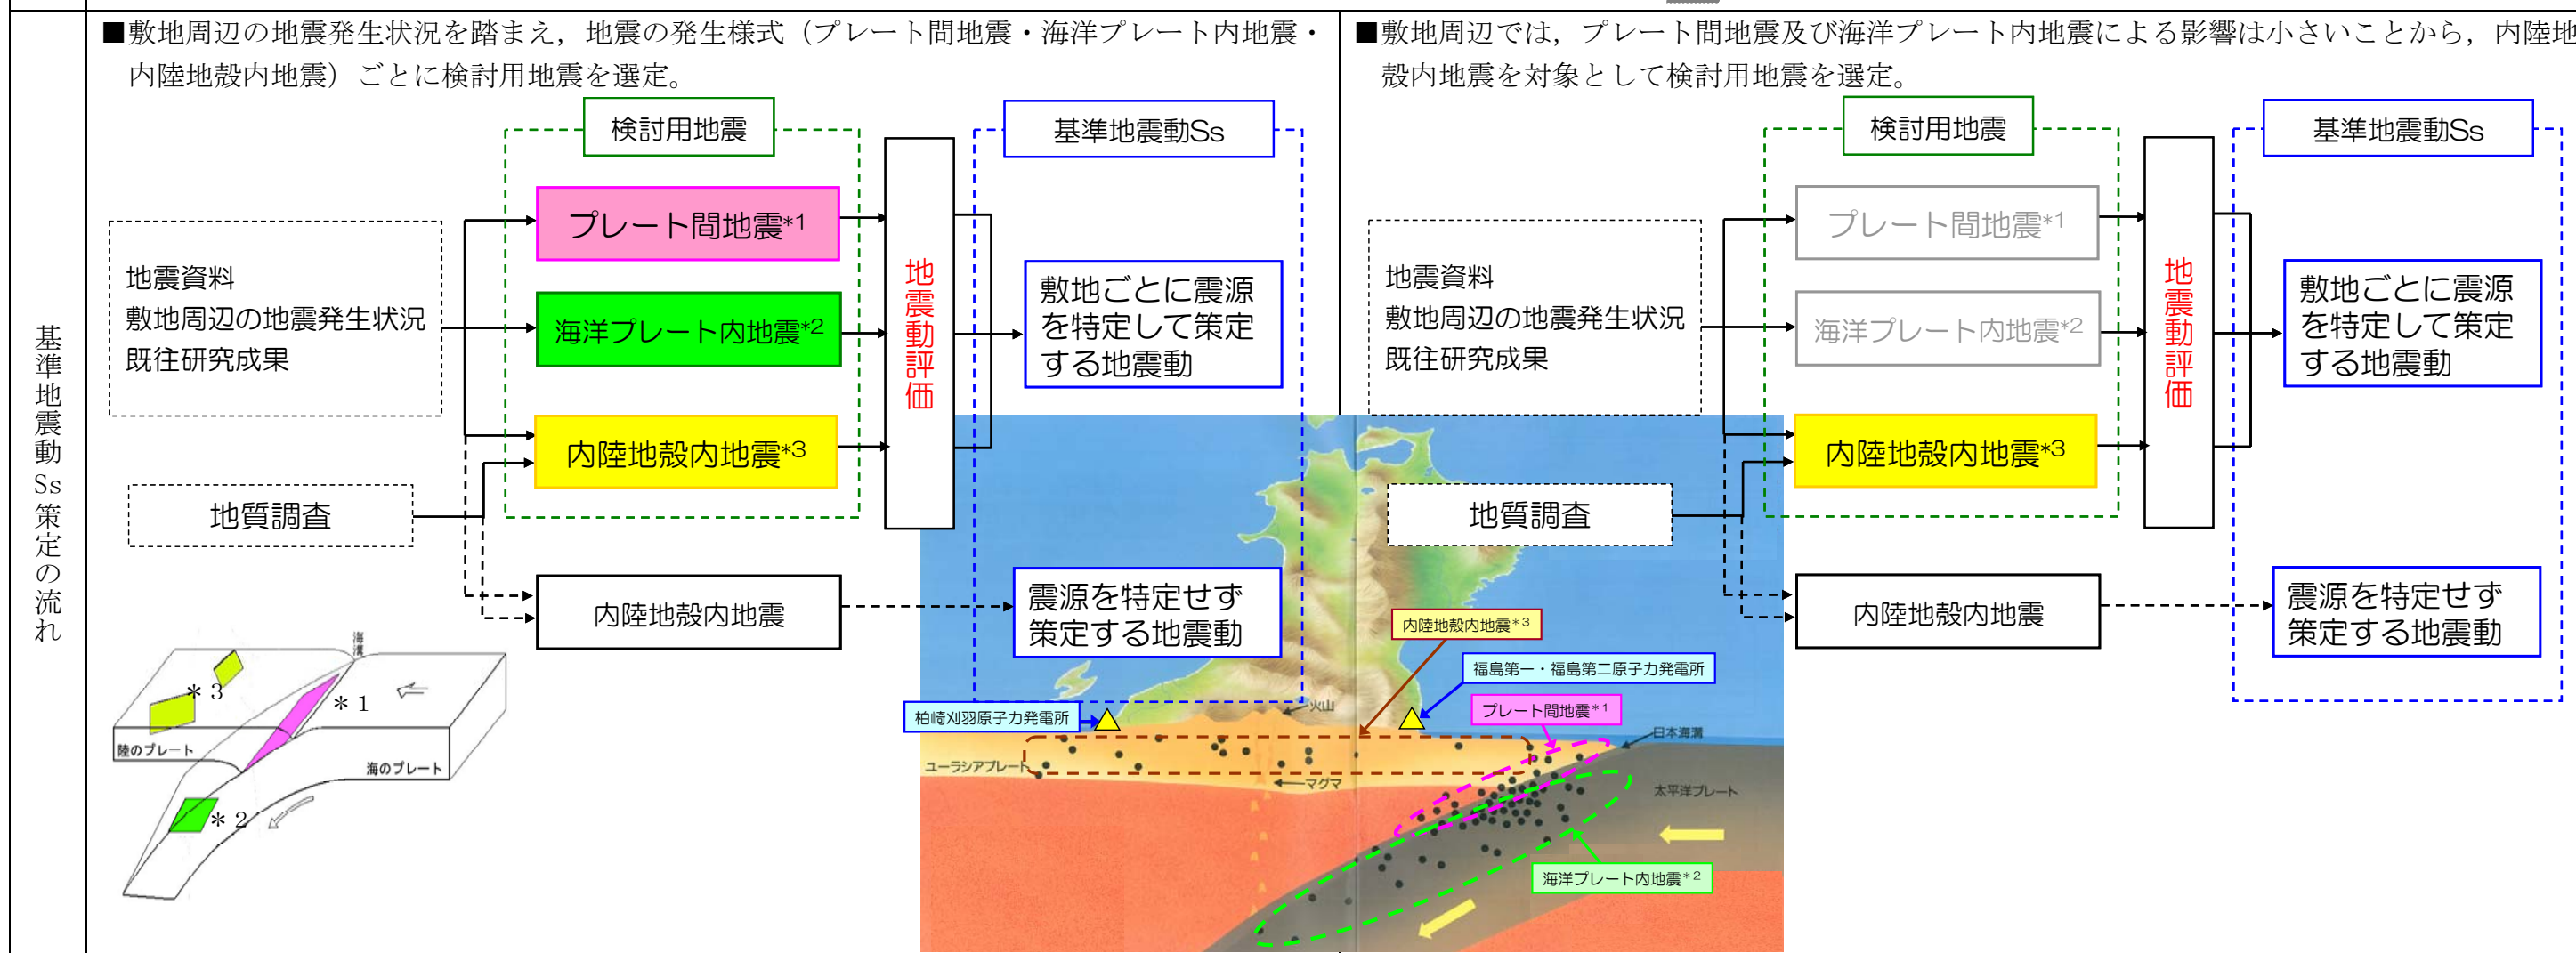 基準地震動Ss策定の流れ
■敷地周辺の地震発生状況を踏まえ，地震の発生様式（プレート間地震・海洋プレート内地震・
内陸地殻内地震）ごとに検討用地震を選定。
検討用地震
基準地震動Ss
プレート間地震*1
地震資料
敷地周辺の地震発生状況
既往研究成果
海洋プレート内地震*2
地震動評価
敷地ごとに震源
を特定して策定
する地震動
内陸地殻内地震*3
地質調査
内陸地殻内地震
震源を特定せず
策定する地震動
海溝
＊3
＊1
陸のプレート
海のプレート
＊2
■敷地周辺では，プレート間地震及び海洋プレート内地震による影響は小さいことから，内陸地
殻内地震を対象として検討用地震を選定。
検討用地震
基準地震動Ss
プレート間地震*1
地震資料
敷地周辺の地震発生状況
既往研究成果
海洋プレート内地震*2
地震動評価
敷地ごとに震源
を特定して策定
する地震動
内陸地殻内地震*3
地質調査
内陸地殻内地震
震源を特定せず
策定する地震動
内陸地殻内地震*3
福島第一・福島第二原子力発電所
柏崎刈羽原子力発電所
火山
プレート間地震*1
日本海溝
ユーラシアプレート
マグマ
太平洋プレート
海洋プレート内地震*2